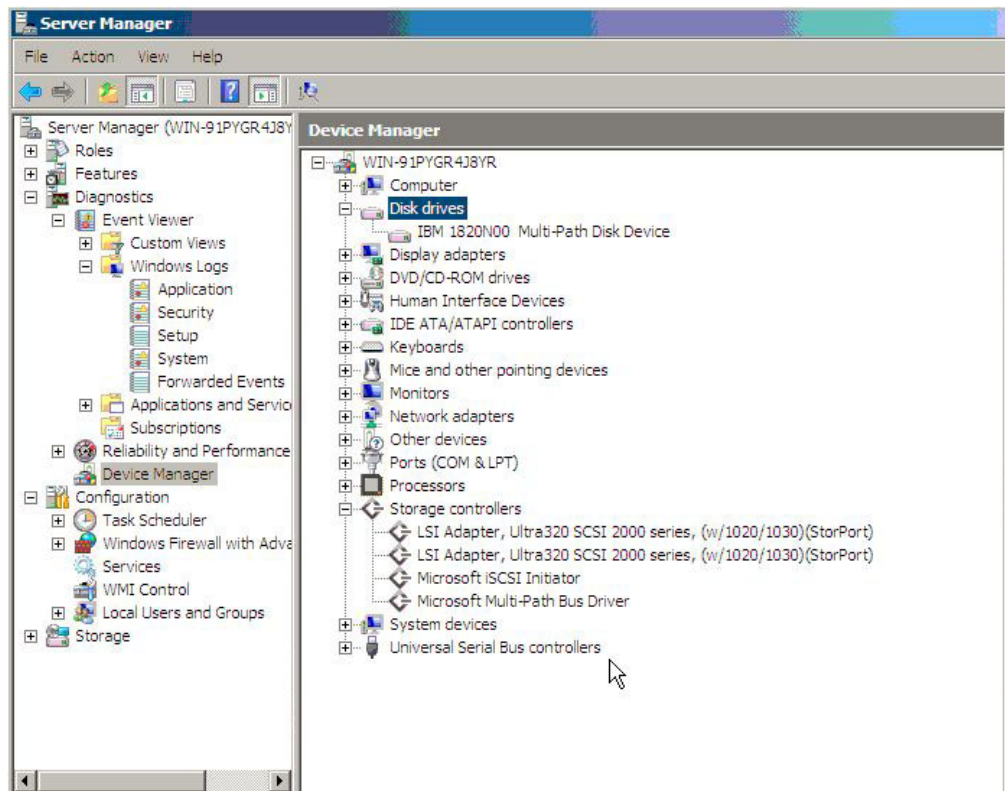 Server Manager
File Action View Help
Server Manager (WIN-91PYGR4J8Y
Roles
Features
Diagnostics
Event Viewer
Custom Views
Windows Logs
Application
Security
Setup
System
Forwarded Events
Applications and Servic
Subscriptions
Reliability and Performance
Device Manager
Configuration
Task Scheduler
Windows Firewall with Adva
Services
WMI Control
Local Users and Groups
Storage
Device Manager
WIN-91PYGR4J8YR
Computer
Disk drives
IBM 1820N00 Multi-Path Disk Device
Display adapters
DVD/CD-ROM drives
Human Interface Devices
IDE ATA/ATAPI controllers
Keyboards
Mice and other pointing devices
Monitors
Network adapters
Other devices
Ports (COM & LPT)
Processors
Storage controllers
LSI Adapter, Ultra320 SCSI 2000 series, (w/1020/1030)(StorPort)
LSI Adapter, Ultra320 SCSI 2000 series, (w/1020/1030)(StorPort)
Microsoft iSCSI Initiator
Microsoft Multi-Path Bus Driver
System devices
Universal Serial Bus controllers